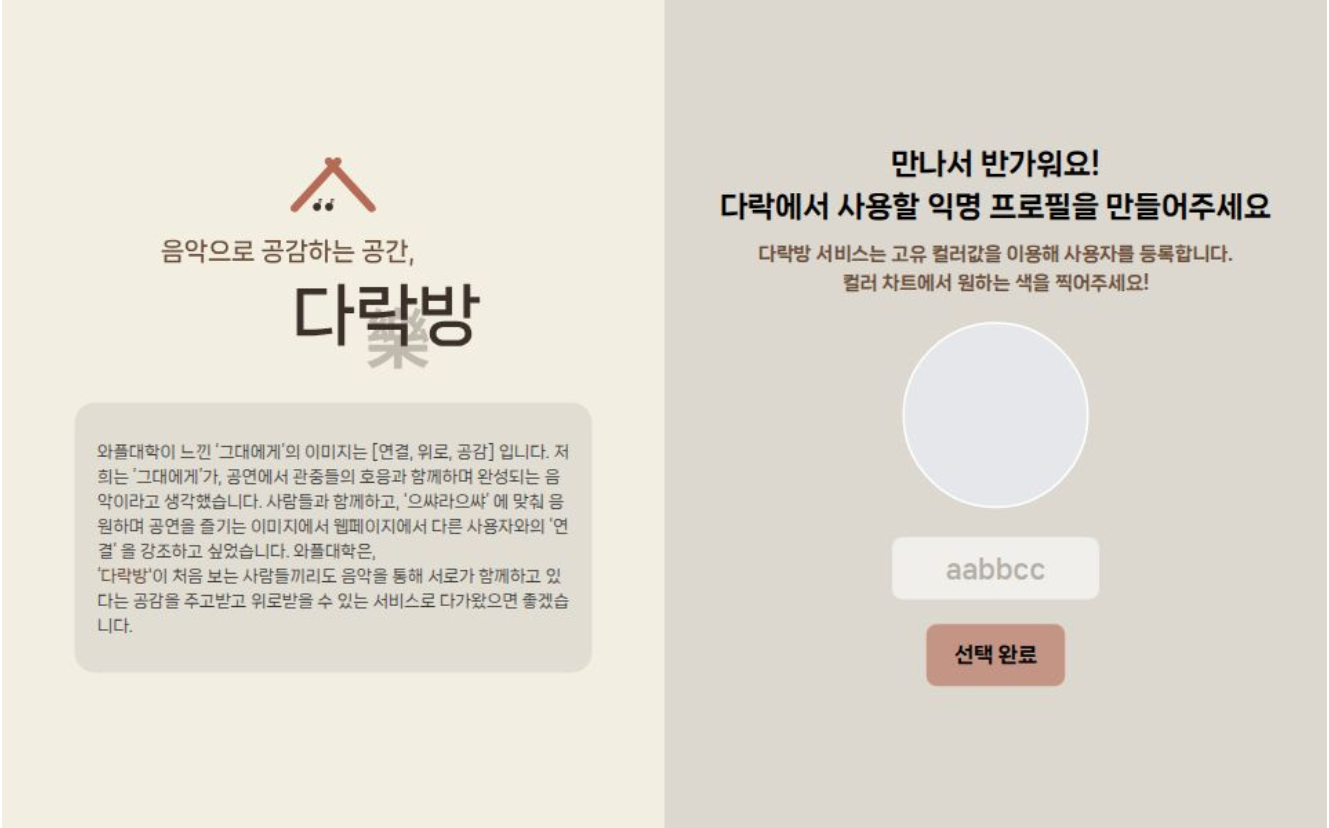 음악으로 공감하는 공간,
다락방
樂
와플대학이 느낀 '그대에게'의 이미지는 [연결, 위로, 공감] 입니다. 저
희는 '그대에게'가, 공연에서 관중들의 호응과 함께하며 완성되는 음
악이라고 생각했습니다. 사람들과 함께하고, '으쌰라으쌰' 에 맞춰 응
원하며 공연을 즐기는 이미지에서 웹페이지에서 다른 사용자와의 '연
결' 을 강조하고 싶었습니다. 와플대학은,
'다락방'이 처음 보는 사람들끼리도 음악을 통해 서로가 함께하고 있
다는 공감을 주고받고 위로받을 수 있는 서비스로 다가왔으면 좋겠습
니다.
만나서 반가워요!
다락에서 사용할 익명 프로필을 만들어주세요
다락방 서비스는 고유 컬러값을 이용해 사용자를 등록합니다.
컬러 차트에서 원하는 색을 찍어주세요!
aabbcc
선택 완료